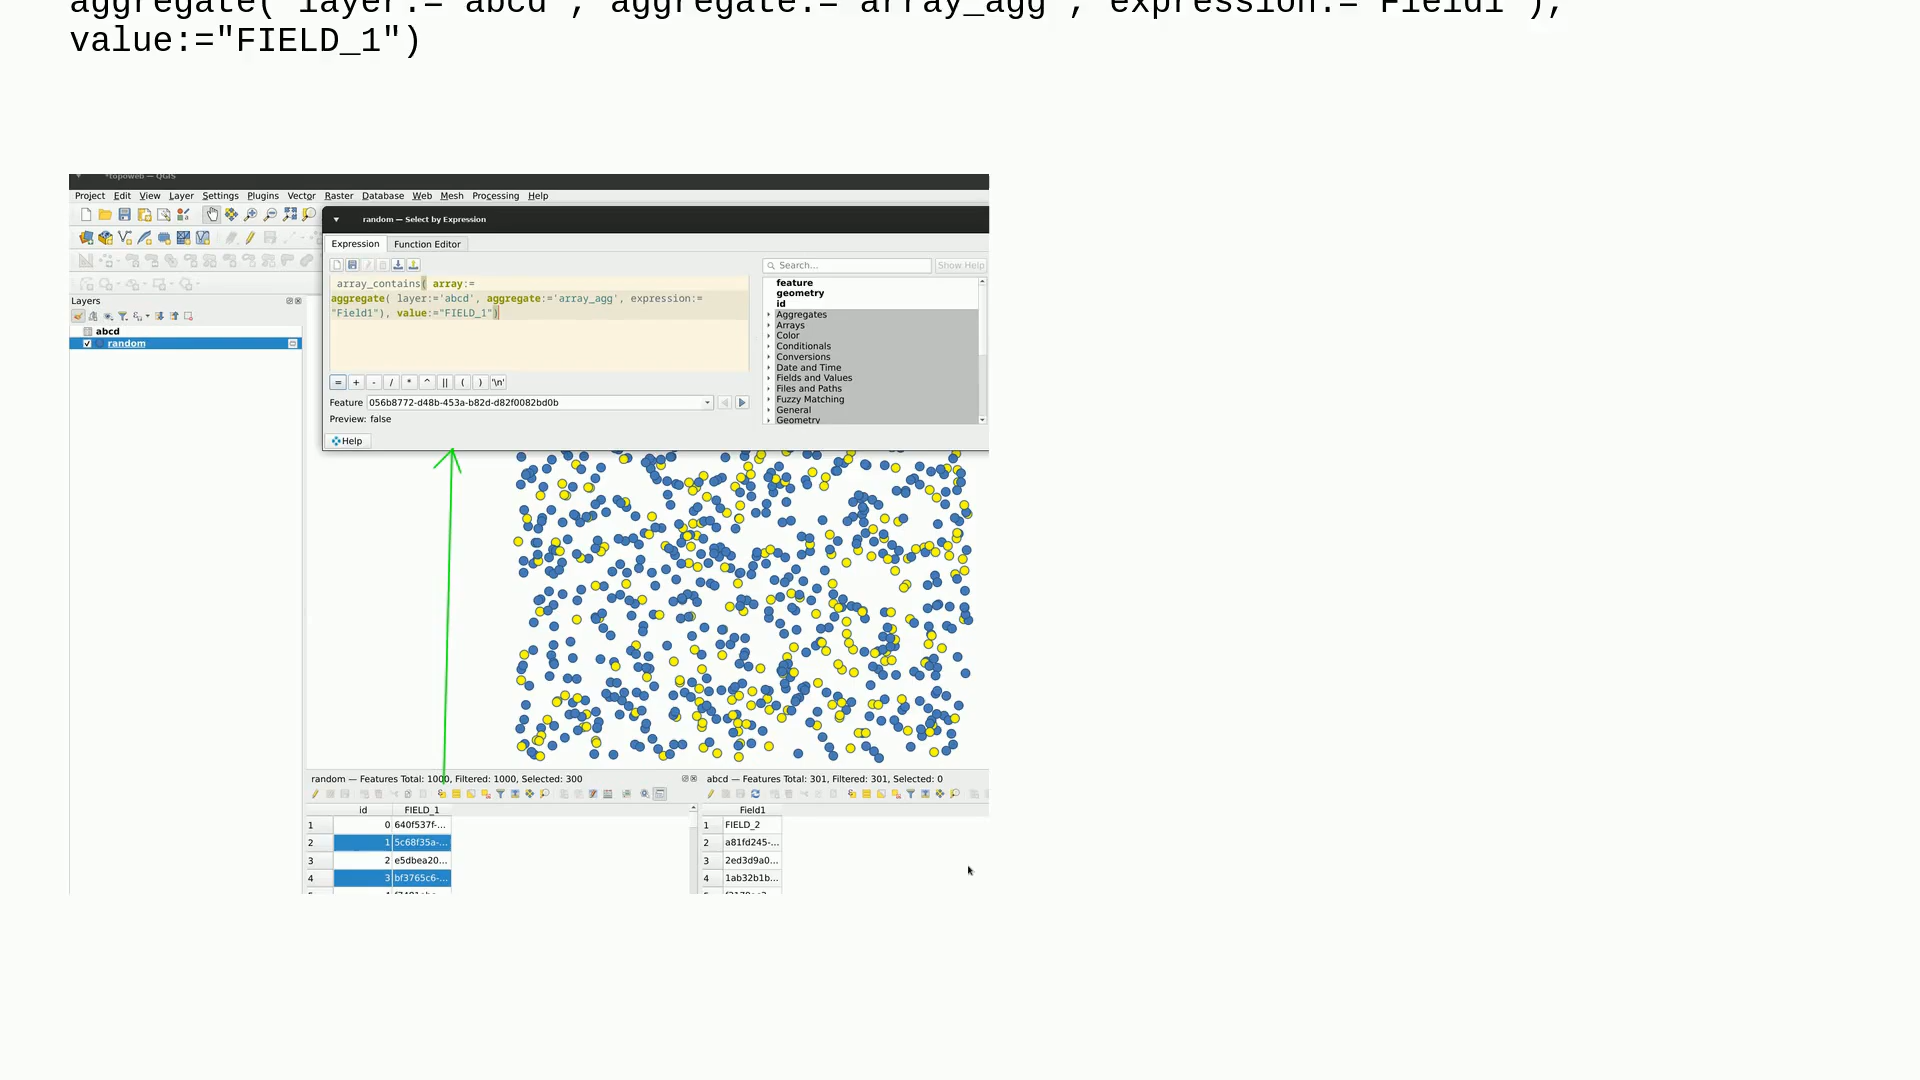 aggregate( layer:='abcd', aggregate:='array_agg', expression:="Field1"),
value:="FIELD_1")
*topoweb — QGIS
Project Edit View Layer Settings Plugins Vector Raster Database Web Mesh Processing Help
random — Select by Expression
Expression Function Editor
Search... Show Help
array_contains( array:=
aggregate( layer:='abcd', aggregate:='array_agg', expression:=
"Field1"), value:="FIELD_1")
feature
geometry
id
Aggregates
Arrays
Color
Conditionals
Conversions
Date and Time
Fields and Values
Files and Paths
Fuzzy Matching
General
Geometry
= + - / * ^ || ( ) '\n'
Feature 056b8772-d48b-453a-b82d-d82f0082bd0b
Preview: false
Help
Layers
abcd
random
random — Features Total: 1000, Filtered: 1000, Selected: 300
id FIELD_1
1 0 640f537f-...
2 1 5c68f35a-...
3 2 e5dbea20...
4 3 bf3765c6-...
abcd — Features Total: 301, Filtered: 301, Selected: 0
Field1
1 FIELD_2
2 a81fd245-...
3 2ed3d9a0...
4 1ab32b1b...